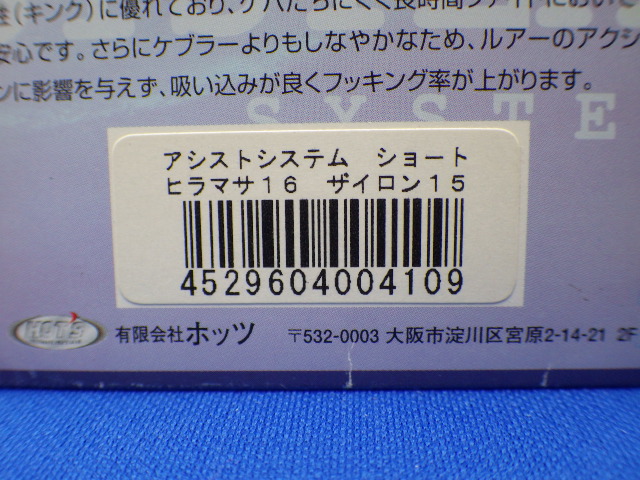 性(キンク)に優れており、ケバだちにくく長時間ファイトにおいて
安心です。さらにケブラーよりもしなやかなため、ルアーのアクシ
ンに影響を与えず、吸い込みが良くフッキング率が上がります。
SYSTE
アシストシステム ショート
ヒラマサ16 ザイロン15
4529604004109
HOT'S 有限会社ホッツ 〒532-0003 大阪市淀川区宮原2-14-21 2F